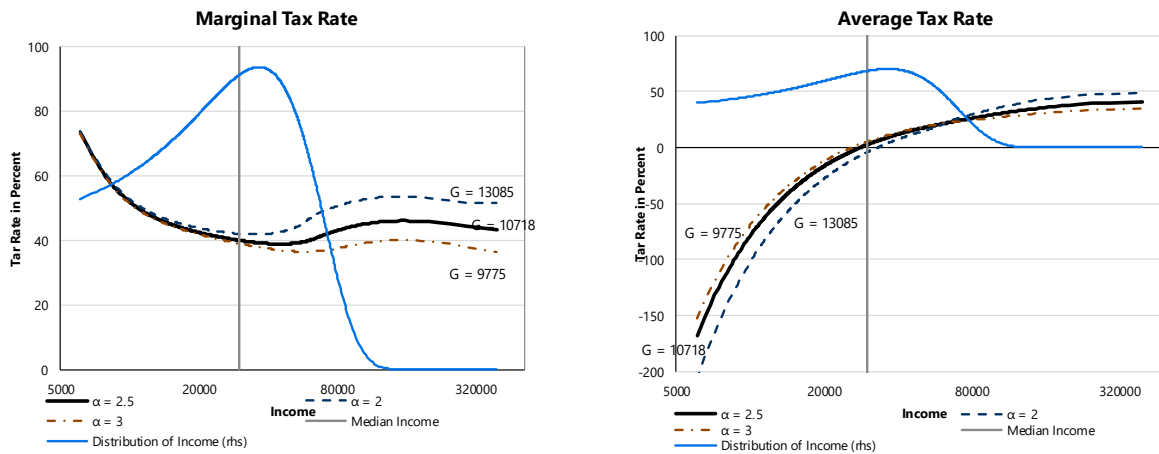 Marginal Tax Rate
Tar Rate in Percent
100
80
60
40
20
0
G = 13085
G = 10718
G = 9775
5000
20000
80000
320000
Income
α = 2.5
α = 2
α = 3
Median Income
Distribution of Income (rhs)
Average Tax Rate
Tar Rate in Percent
100
50
0
-50
-100
-150
-200
G = 9775
G = 13085
G = 10718
5000
20000
80000
320000
Income
α = 2.5
α = 2
α = 3
Median Income
Distribution of Income (rhs)